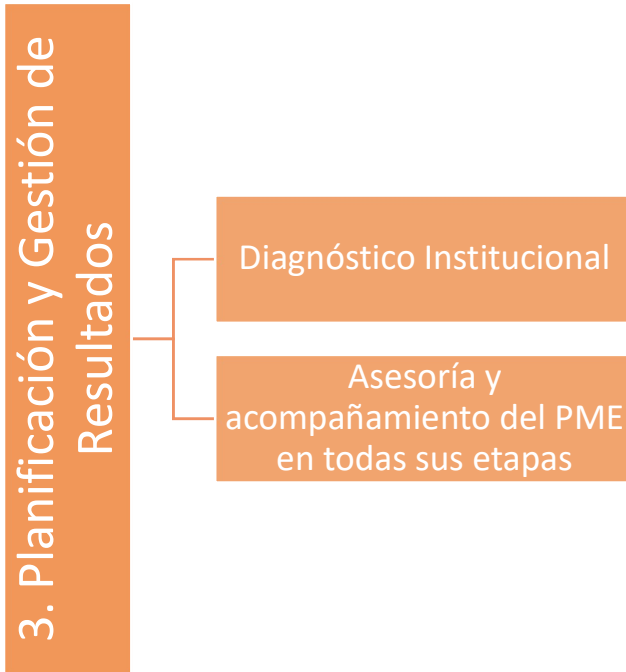 3. Planificación y Gestión de
Resultados
Diagnóstico Institucional
Asesoría y
acompañamiento del PME
en todas sus etapas